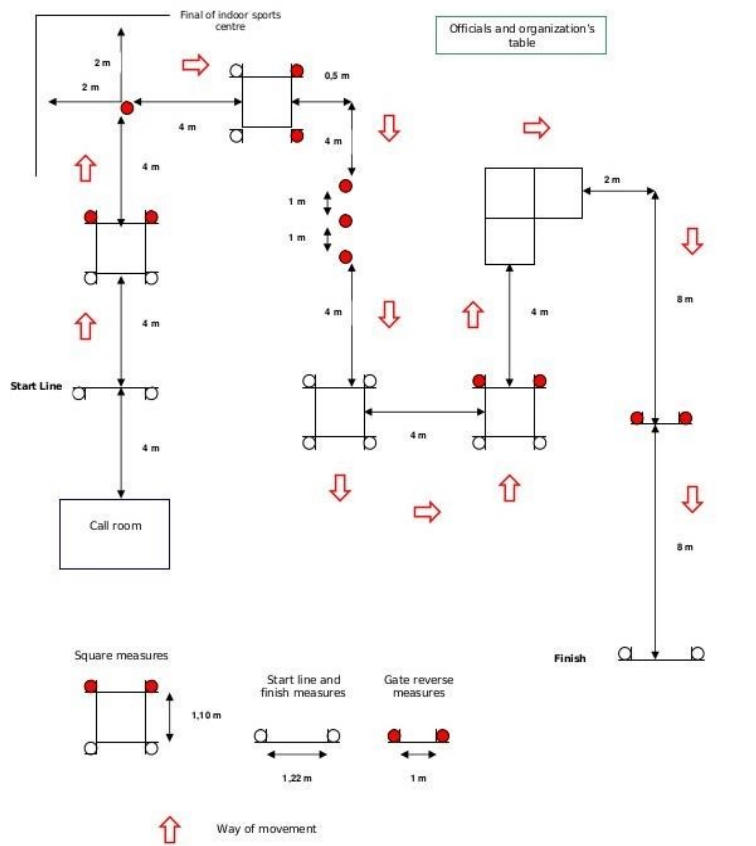 Final of indoor sports
centre
Officials and organization's
table
2 m
2 m
0,5 m
4 m
4 m
4 m
2 m
1 m
1 m
8 m
4 m
4 m
4 m
Start Line
4 m
4 m
Call room
8 m
Finish
Square measures
Start line and
finish measures
Gate reverse
measures
1,10 m
1,22 m
1 m
Way of movement